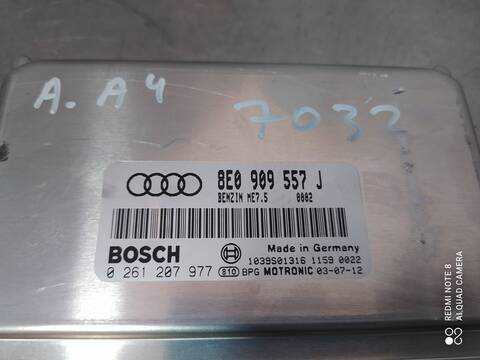 A. A4
7032
8E0 909 557 J
BENZIN ME7.5 0002
BOSCH
Made in Germany
1039S01316 1159 0022
0 261 207 977 S10 BPG MOTRONIC 03-07-12
REDMI NOTE 8
AI QUAD CAMERA